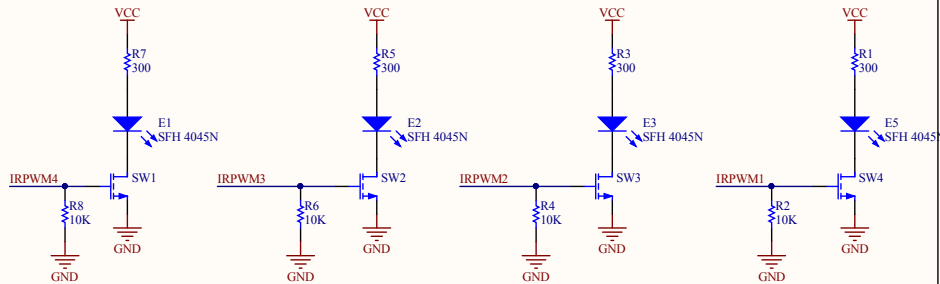 VCC
R7
300
E1
SFH 4045N
IRPWM4
SW1
R8
10K
GND
GND
VCC
R5
300
E2
SFH 4045N
IRPWM3
SW2
R6
10K
GND
GND
VCC
R3
300
E3
SFH 4045N
IRPWM2
SW3
R4
10K
GND
GND
VCC
R1
300
E5
SFH 4045N
IRPWM1
SW4
R2
10K
GND
GND